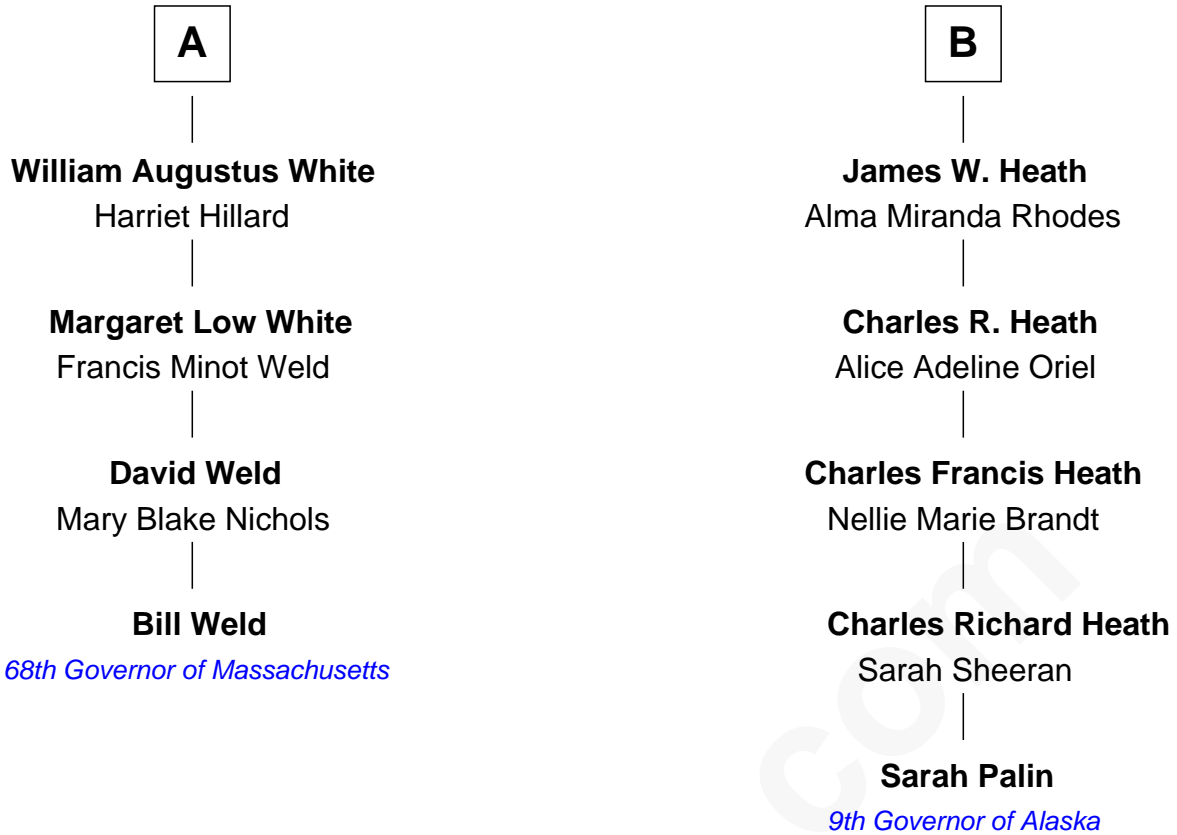 A
William Augustus White
Harriet Hillard
Margaret Low White
Francis Minot Weld
David Weld
Mary Blake Nichols
Bill Weld
68th Governor of Massachusetts
B
James W. Heath
Alma Miranda Rhodes
Charles R. Heath
Alice Adeline Oriel
Charles Francis Heath
Nellie Marie Brandt
Charles Richard Heath
Sarah Sheeran
Sarah Palin
9th Governor of Alaska
com